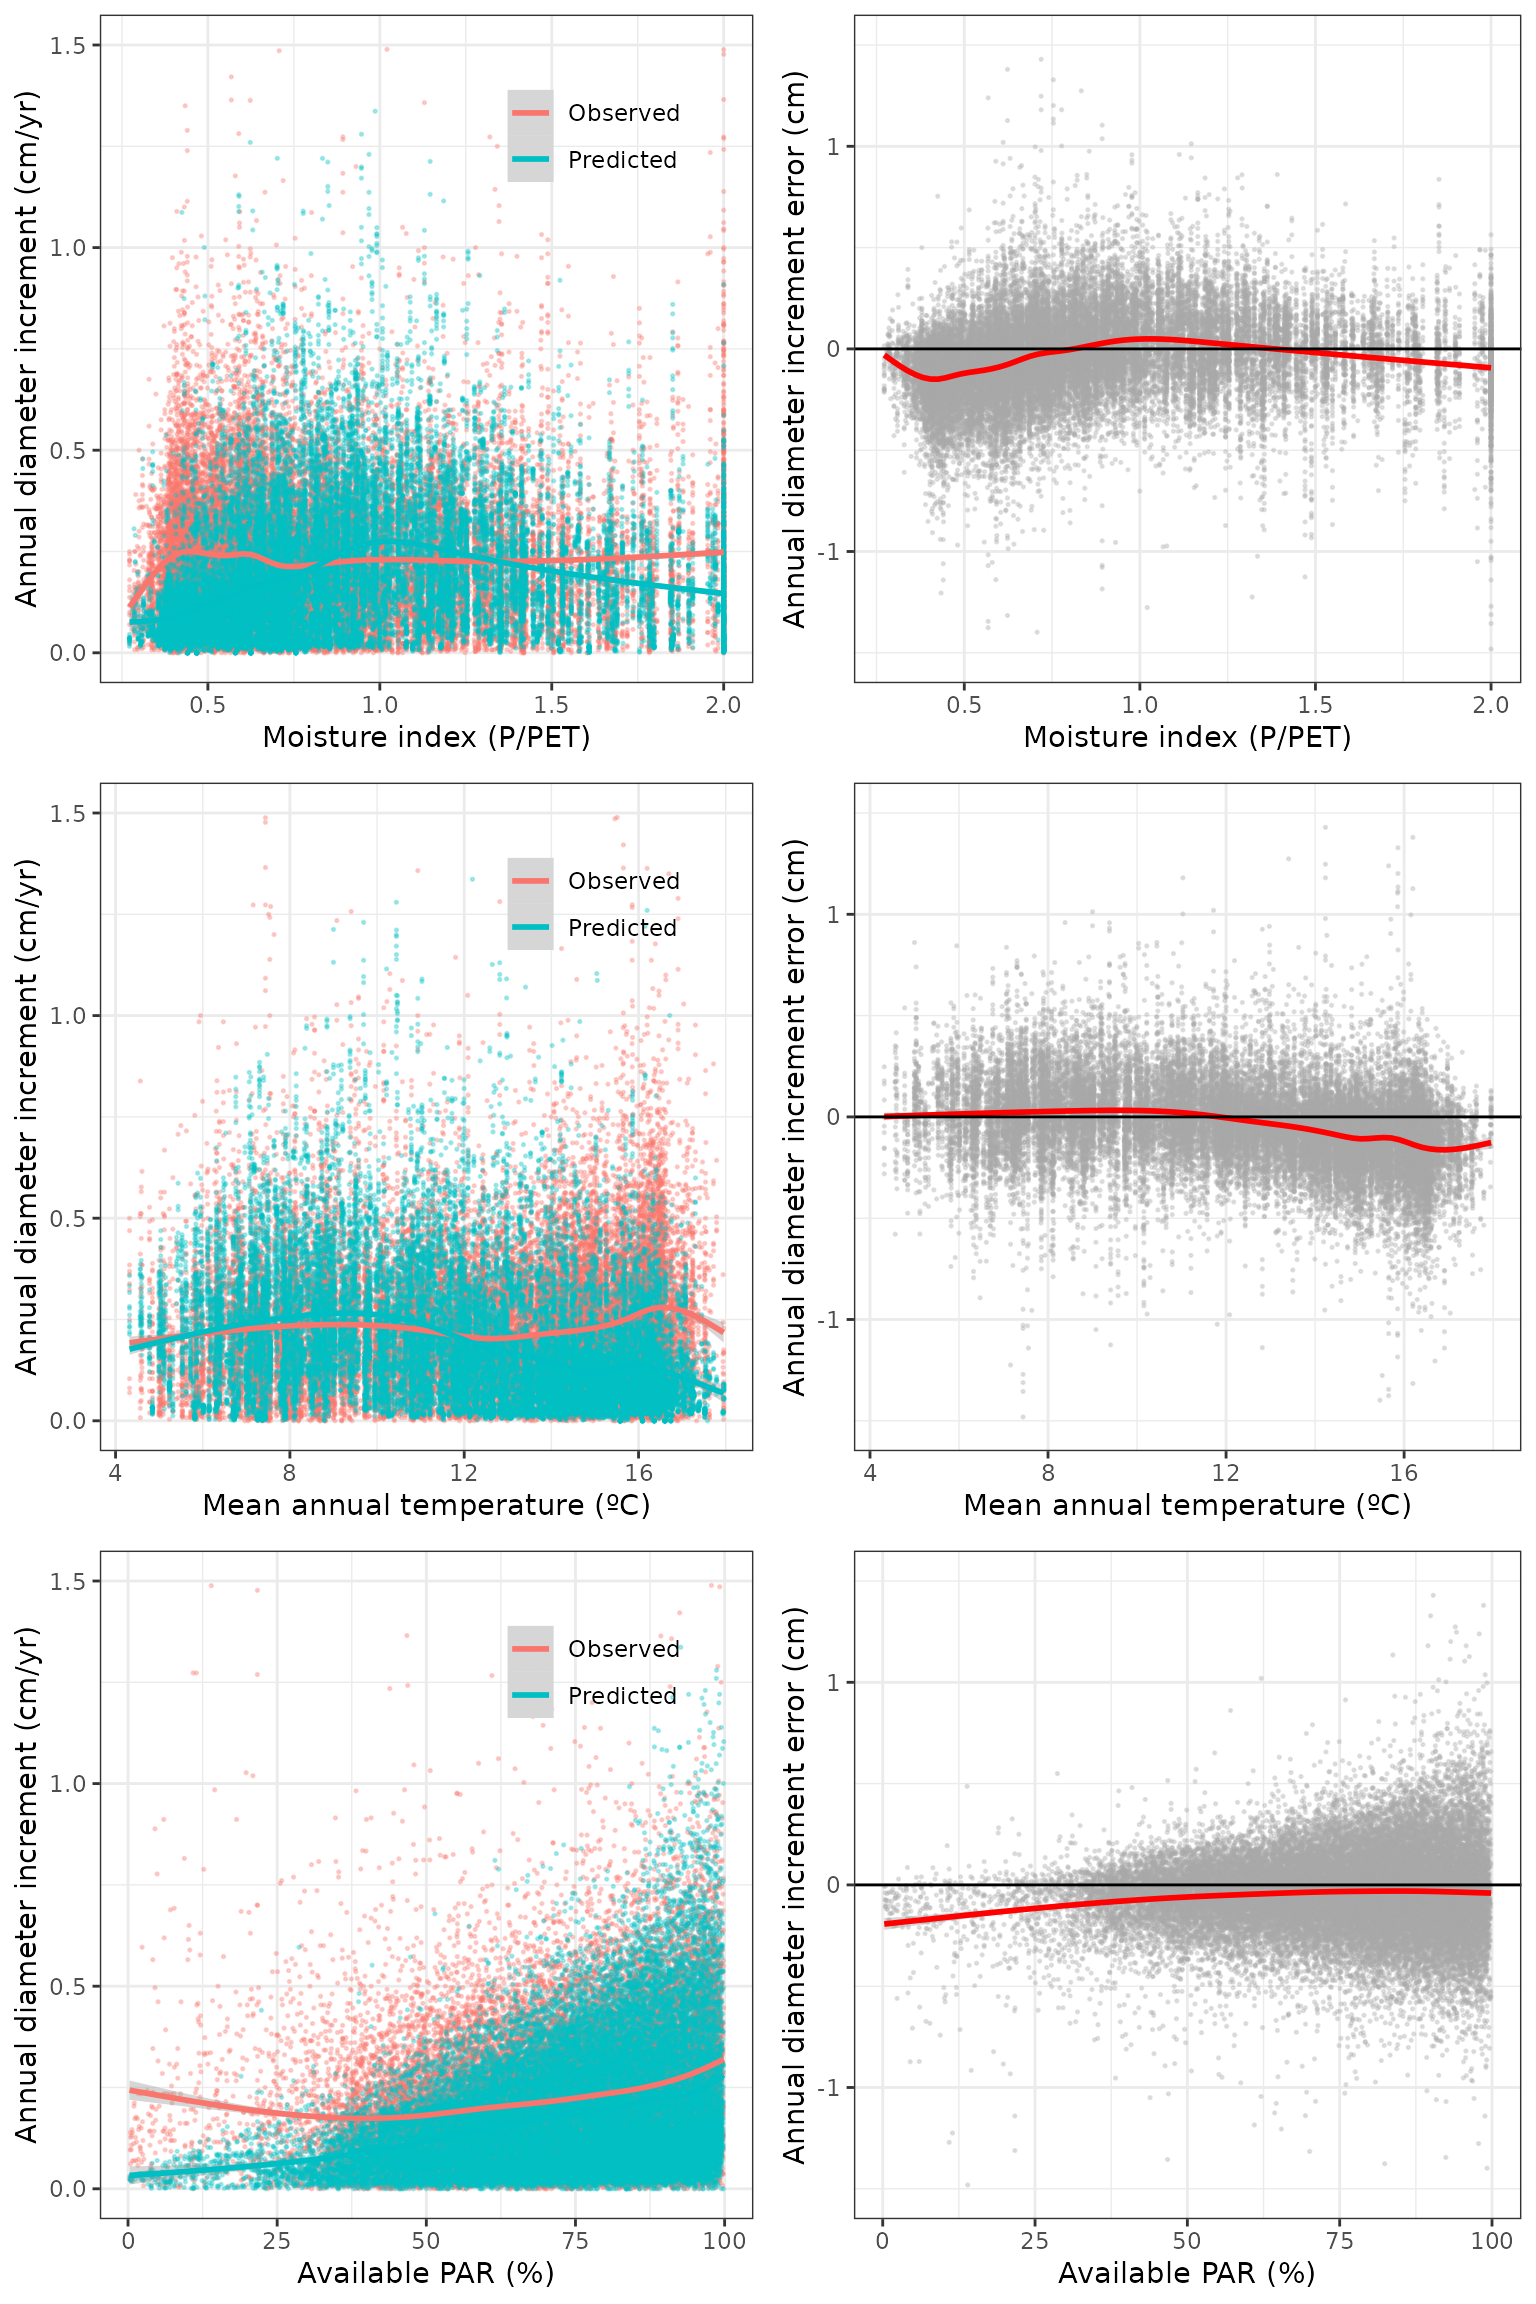 Annual diameter increment (cm/yr)
1.5
1.0
0.5
0.0
Observed
Predicted
0.5 1.0 1.5 2.0
Moisture index (P/PET)
Annual diameter increment error (cm)
1
0
-1
0.5 1.0 1.5 2.0
Moisture index (P/PET)
Annual diameter increment (cm/yr)
1.5
1.0
0.5
0.0
Observed
Predicted
4 8 12 16
Mean annual temperature (ºC)
Annual diameter increment error (cm)
1
0
-1
4 8 12 16
Mean annual temperature (ºC)
Annual diameter increment (cm/yr)
1.5
1.0
0.5
0.0
Observed
Predicted
0 25 50 75 100
Available PAR (%)
Annual diameter increment error (cm)
1
0
-1
0 25 50 75 100
Available PAR (%)